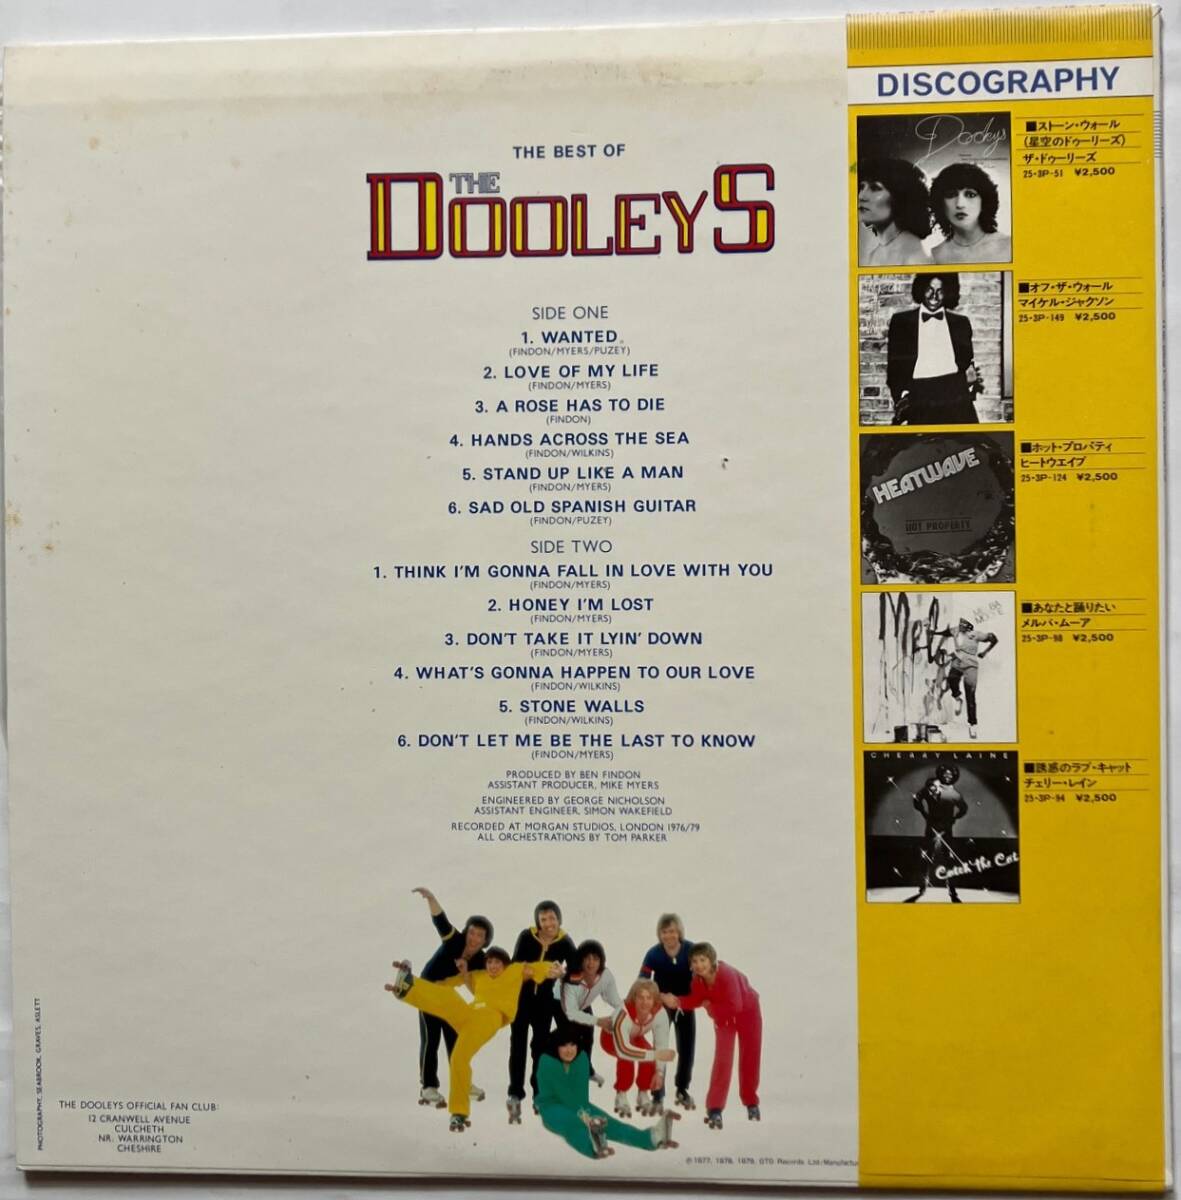 THE BEST OF
THE DOOLEYS
SIDE ONE
1. WANTED
(FINDON/MYERS/PUZEY)
2. LOVE OF MY LIFE
(FINDON/MYERS)
3. A ROSE HAS TO DIE
(FINDON)
4. HANDS ACROSS THE SEA
(FINDON/WILKINS)
5. STAND UP LIKE A MAN
(FINDON/MYERS)
6. SAD OLD SPANISH GUITAR
(FINDON/PUZEY)
SIDE TWO
1. THINK I'M GONNA FALL IN LOVE WITH YOU
(FINDON/MYERS)
2. HONEY I'M LOST
(FINDON/MYERS)
3. DON'T TAKE IT LYIN' DOWN
(FINDON/MYERS)
4. WHAT'S GONNA HAPPEN TO OUR LOVE
(FINDON/WILKINS)
5. STONE WALLS
(FINDON/WILKINS)
6. DON'T LET ME BE THE LAST TO KNOW
(FINDON/MYERS)
PRODUCED BY BEN FINDON
ASSISTANT PRODUCER, MIKE MYERS
ENGINEERED BY GEORGE NICHOLSON
ASSISTANT ENGINEER, SIMON WAKEFIELD
RECORDED AT MORGAN STUDIOS, LONDON 1976/79
ALL ORCHESTRATIONS BY TOM PARKER
PHOTOGRAPHY, SEABROOK, GRAVES, ASLETT
THE DOOLEYS OFFICIAL FAN CLUB:
12 CRANWELL AVENUE
CULCHETH
NR. WARRINGTON
CHESHIRE
℗1977, 1978, 1979, GTO Records Ltd/Manufactu
DISCOGRAPHY
Dooleys
■ストーン・ウォール
(星空のドゥーリーズ)
ザ・ドゥーリーズ
25・3P-51 ¥2,500
■オフ・ザ・ウォール
マイケル・ジャクソン
25・3P-149 ¥2,500
HEATWAVE
HOT PROPERTY
■ホット・プロパティ
ヒートウエイブ
25・3P-124 ¥2,500
■あなたと踊りたい
メルバ・ムーア
25・3P-98 ¥2,500
CHERRY LAINE
Catch The Cat
■誘惑のラブ・キャット
チェリー・レイン
25・3P-94 ¥2,500